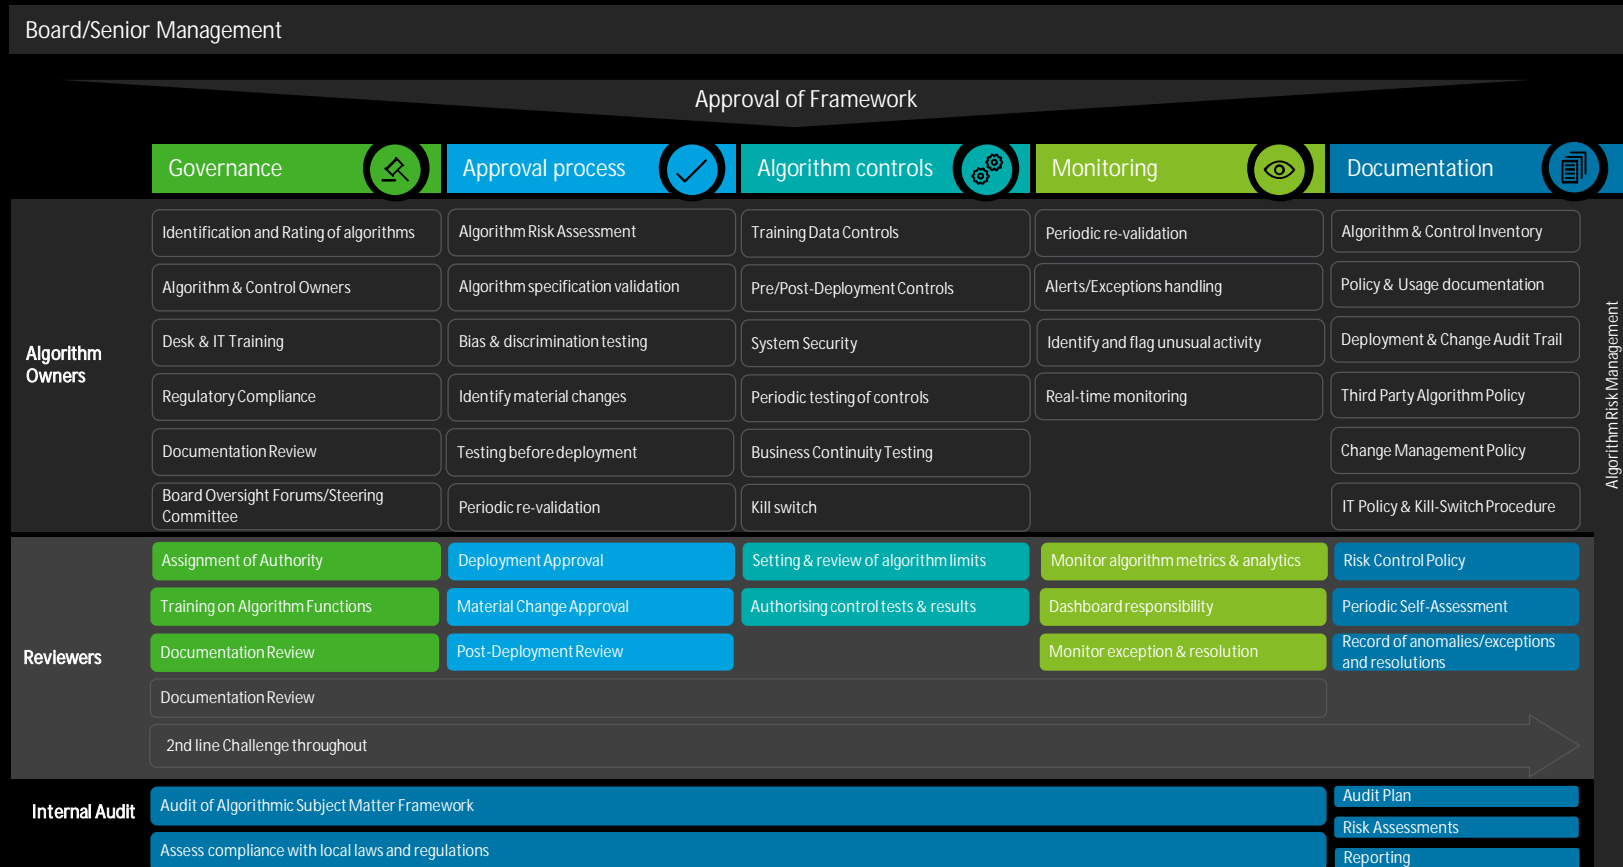 Board/Senior Management
Approval of Framework
Governance
Approval process
Algorithm controls
Monitoring
Documentation
Algorithm
Owners
Identification and Rating of algorithms
Algorithm & Control Owners
Desk & IT Training
Regulatory Compliance
Documentation Review
Board Oversight Forums/Steering
Committee
Algorithm Risk Assessment
Algorithm specification validation
Bias & discrimination testing
Identify material changes
Testing before deployment
Periodic re-validation
Training Data Controls
Pre/Post-Deployment Controls
System Security
Periodic testing of controls
Business Continuity Testing
Kill switch
Periodic re-validation
Alerts/Exceptions handling
Identify and flag unusual activity
Real-time monitoring
Algorithm & Control Inventory
Policy & Usage documentation
Deployment & Change Audit Trail
Third Party Algorithm Policy
Change Management Policy
IT Policy & Kill-Switch Procedure
Algorithm Risk Management
Reviewers
Assignment of Authority
Training on Algorithm Functions
Documentation Review
Deployment Approval
Material Change Approval
Post-Deployment Review
Setting & review of algorithm limits
Authorising control tests & results
Monitor algorithm metrics & analytics
Dashboard responsibility
Monitor exception & resolution
Risk Control Policy
Periodic Self-Assessment
Record of anomalies/exceptions
and resolutions
Documentation Review
2nd line Challenge throughout
Internal Audit
Audit of Algorithmic Subject Matter Framework
Assess compliance with local laws and regulations
Audit Plan
Risk Assessments
Reporting